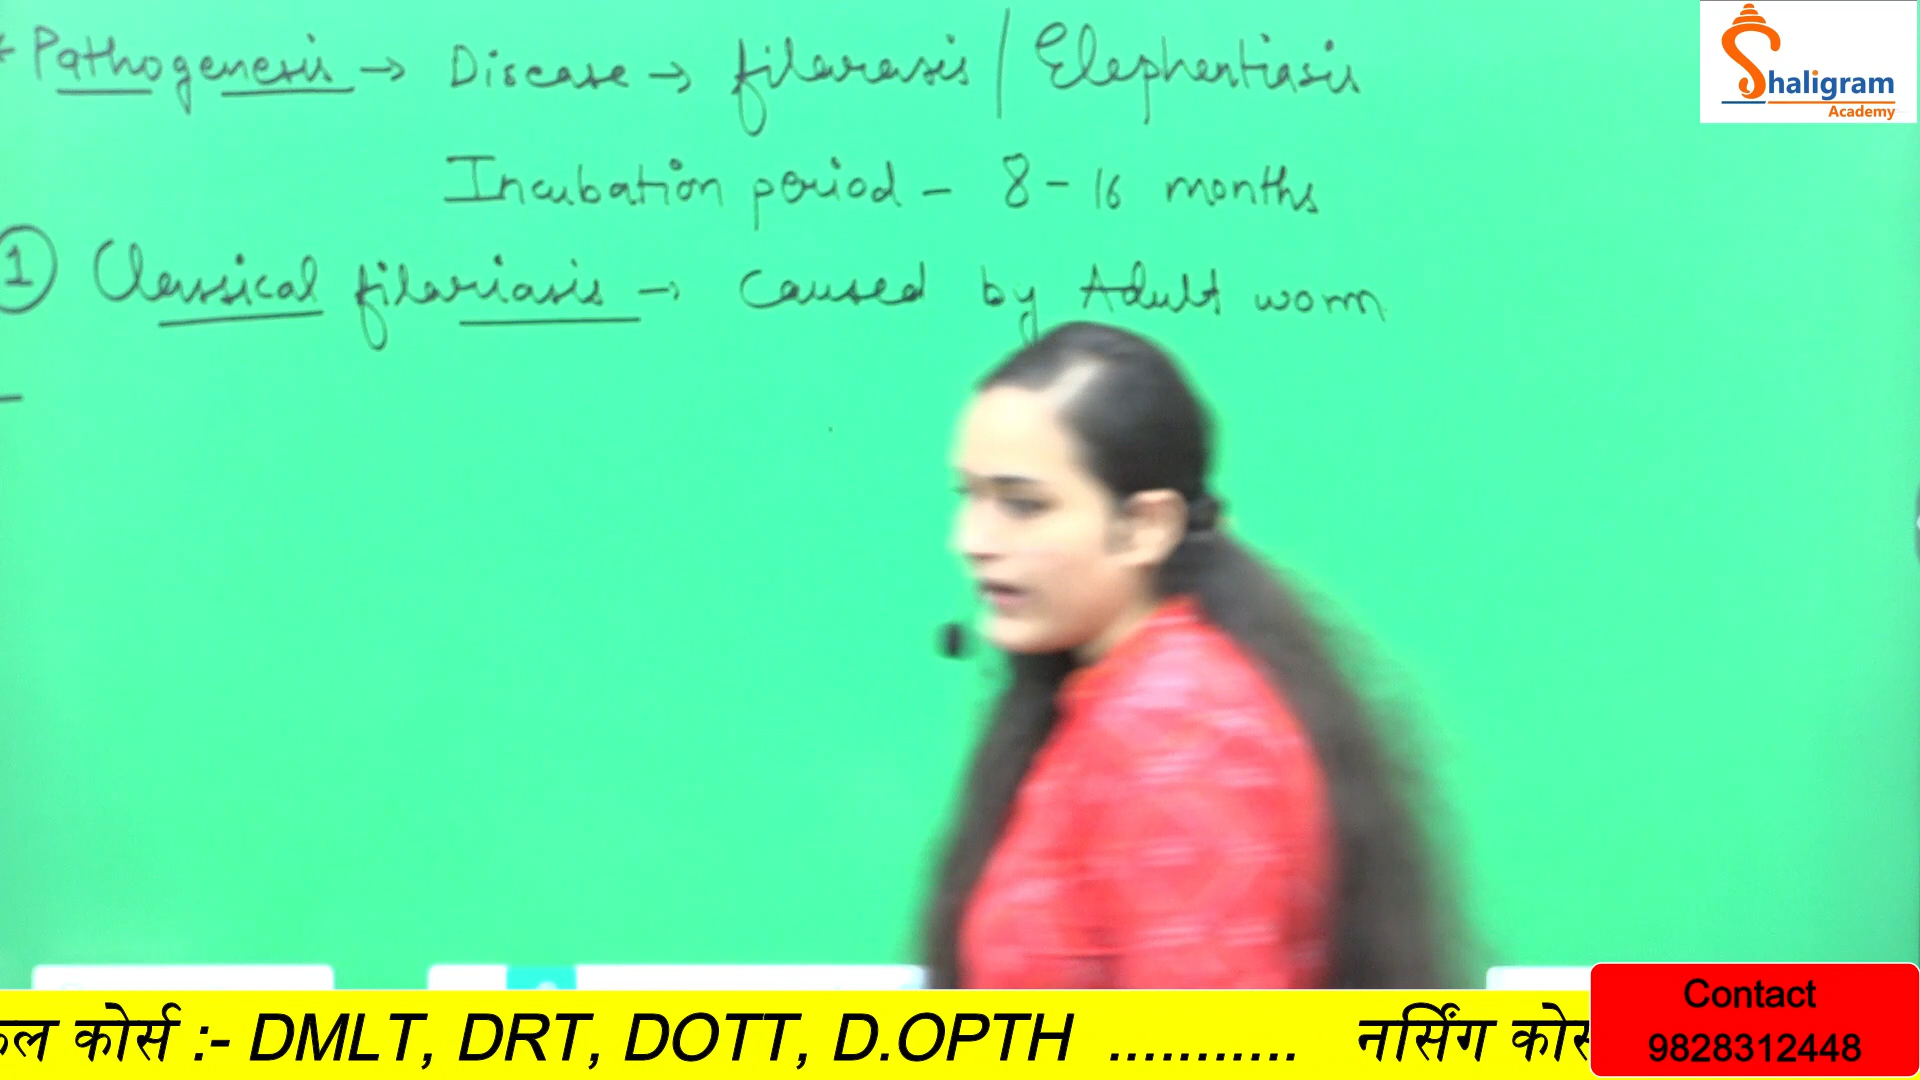 * Pathogenesis → Disease → filarasis / Elephentiasis
Incubation period - 8-16 months
① Classical filariasis → Caused by Adult worm
-
Shaligram
Academy
कोर्स :- DMLT, DRT, DOTT, D.OPTH ........... नर्सिंग
Contact
9828312448